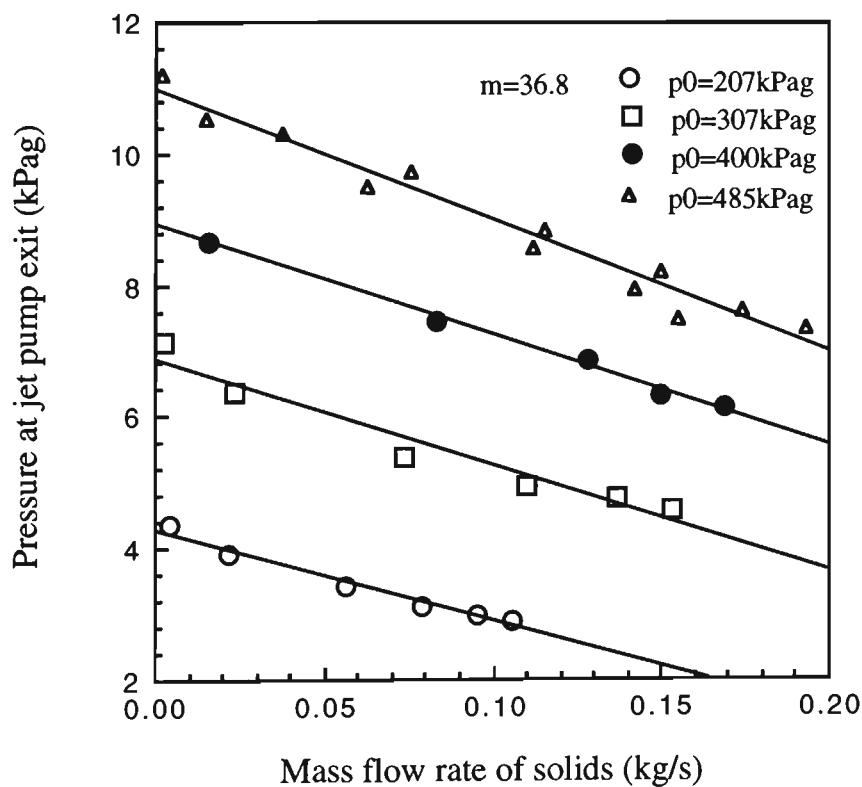 12
10
8
6
4
2
0.00
0.05
0.10
0.15
0.20
Pressure at jet pump exit (kPag)
Mass flow rate of solids (kg/s)
m=36.8
p0=207kPag
p0=307kPag
p0=400kPag
p0=485kPag